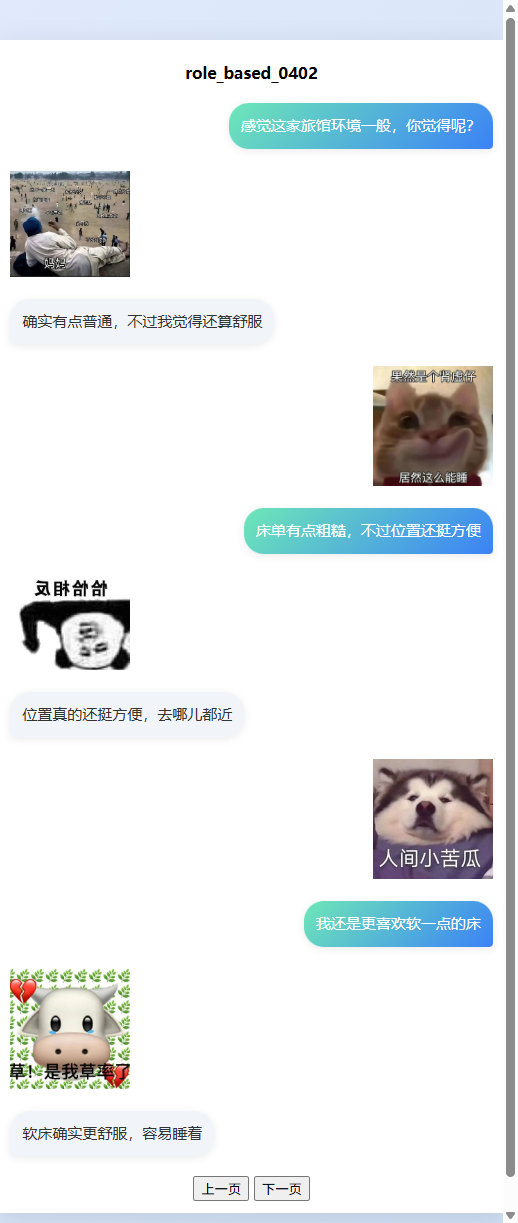 role_based_0402
感觉这家旅馆环境一般，你觉得呢？
妈妈
确实有点普通，不过我觉得还算舒服
果然是个肾虚仔
居然这么能睡
床单有点粗糙，不过位置还挺方便
位置真的还挺方便，去哪儿都近
人间小苦瓜
我还是更喜欢软一点的床
草！是我草率了
软床确实更舒服，容易睡着
上一页 下一页